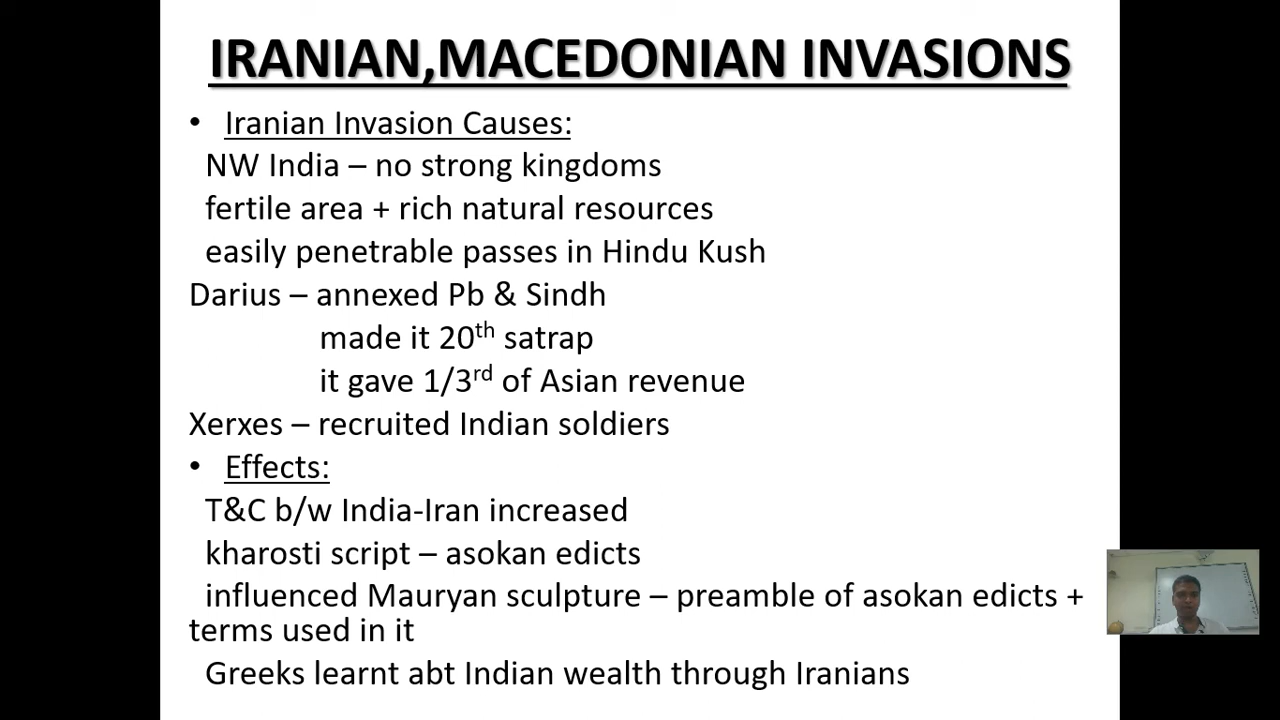 IRANIAN,MACEDONIAN INVASIONS
• Iranian Invasion Causes:
NW India – no strong kingdoms
fertile area + rich natural resources
easily penetrable passes in Hindu Kush
Darius – annexed Pb & Sindh
made it 20th satrap
it gave 1/3rd of Asian revenue
Xerxes – recruited Indian soldiers
• Effects:
T&C b/w India-Iran increased
kharosti script – asokan edicts
influenced Mauryan sculpture – preamble of asokan edicts +
terms used in it
Greeks learnt abt Indian wealth through Iranians